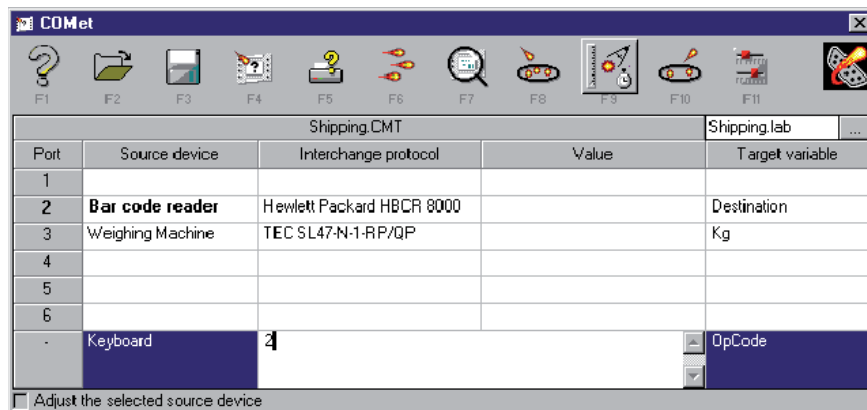 COMet
F1 F2 F3 F4 F5 F6 F7 F8 F9 F10 F11
Shipping.CMT Shipping.lab ...
Port Source device Interchange protocol Value Target variable
1
2 Bar code reader Hewlett Packard HBCR 8000 Destination
3 Weighing Machine TEC SL47-N-1-RP/QP Kg
4
5
6
- Keyboard 2 OpCode
Adjust the selected source device